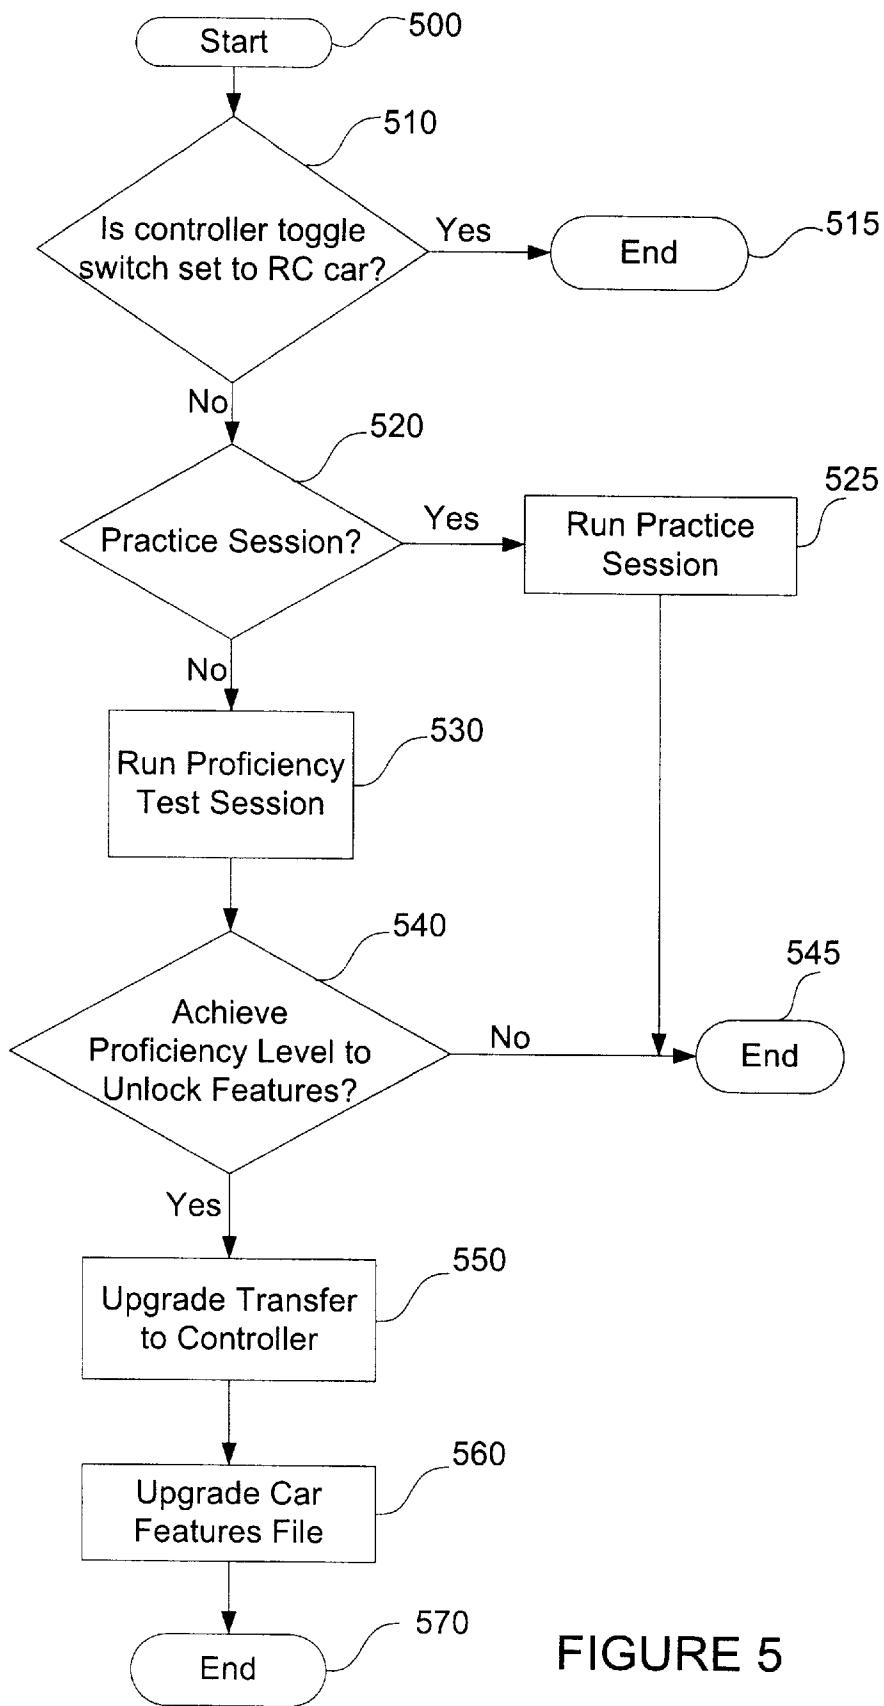 Start
500
510
Is controller toggle
switch set to RC car?
Yes
End
515
No
520
Practice Session?
Yes
Run Practice
Session
525
No
Run Proficiency
Test Session
530
540
Achieve
Proficiency Level to
Unlock Features?
No
545
End
Yes
550
Upgrade Transfer
to Controller
560
Upgrade Car
Features File
570
End
FIGURE 5